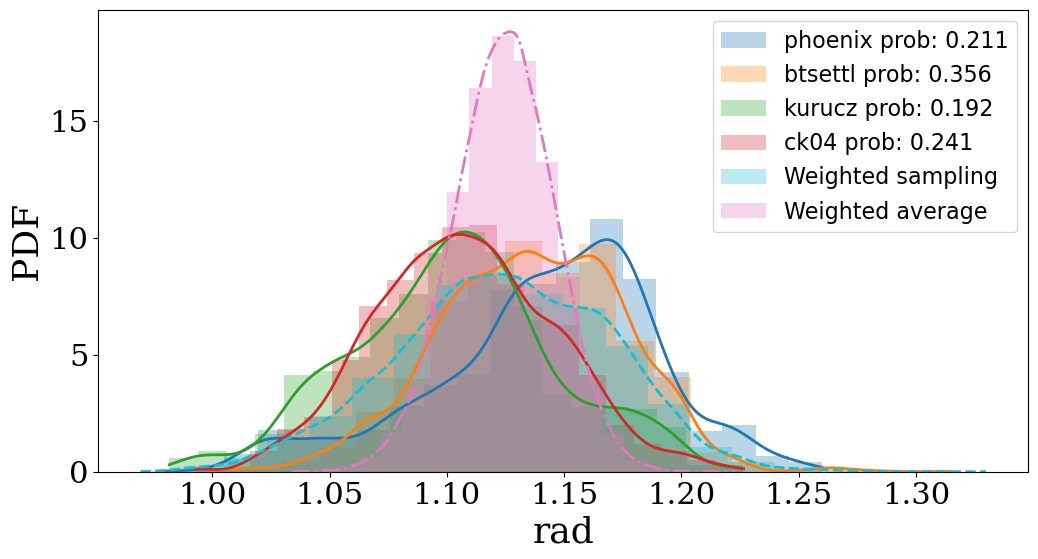 PDF
15
10
5
0
phoenix prob: 0.211
btsettl prob: 0.356
kurucz prob: 0.192
ck04 prob: 0.241
Weighted sampling
Weighted average
1.00 1.05 1.10 1.15 1.20 1.25 1.30
rad